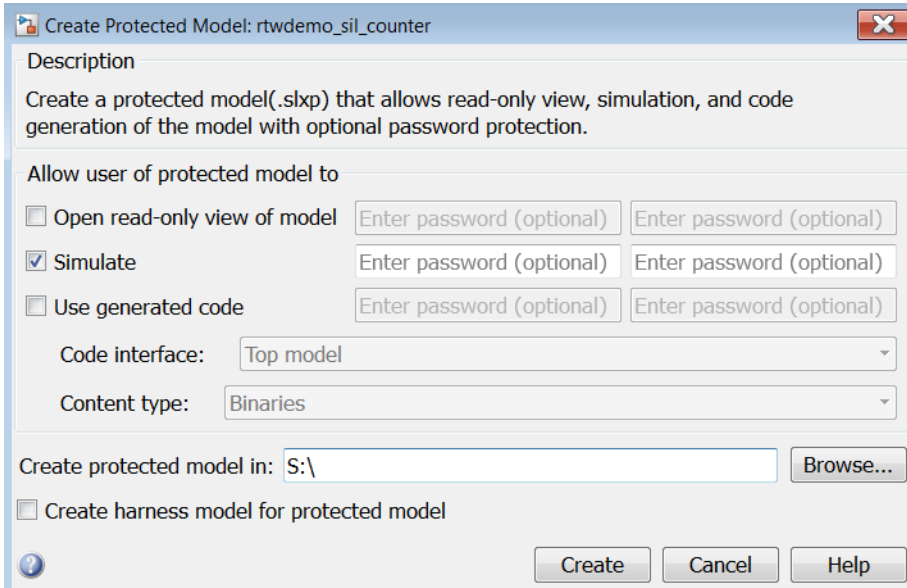 Create Protected Model: rtwdemo_sil_counter
Description
Create a protected model(.slxp) that allows read-only view, simulation, and code
generation of the model with optional password protection.
Allow user of protected model to
Open read-only view of model Enter password (optional) Enter password (optional)
Simulate Enter password (optional) Enter password (optional)
Use generated code Enter password (optional) Enter password (optional)
Code interface: Top model
Content type: Binaries
Create protected model in: S:\ Browse...
Create harness model for protected model
? Create Cancel Help